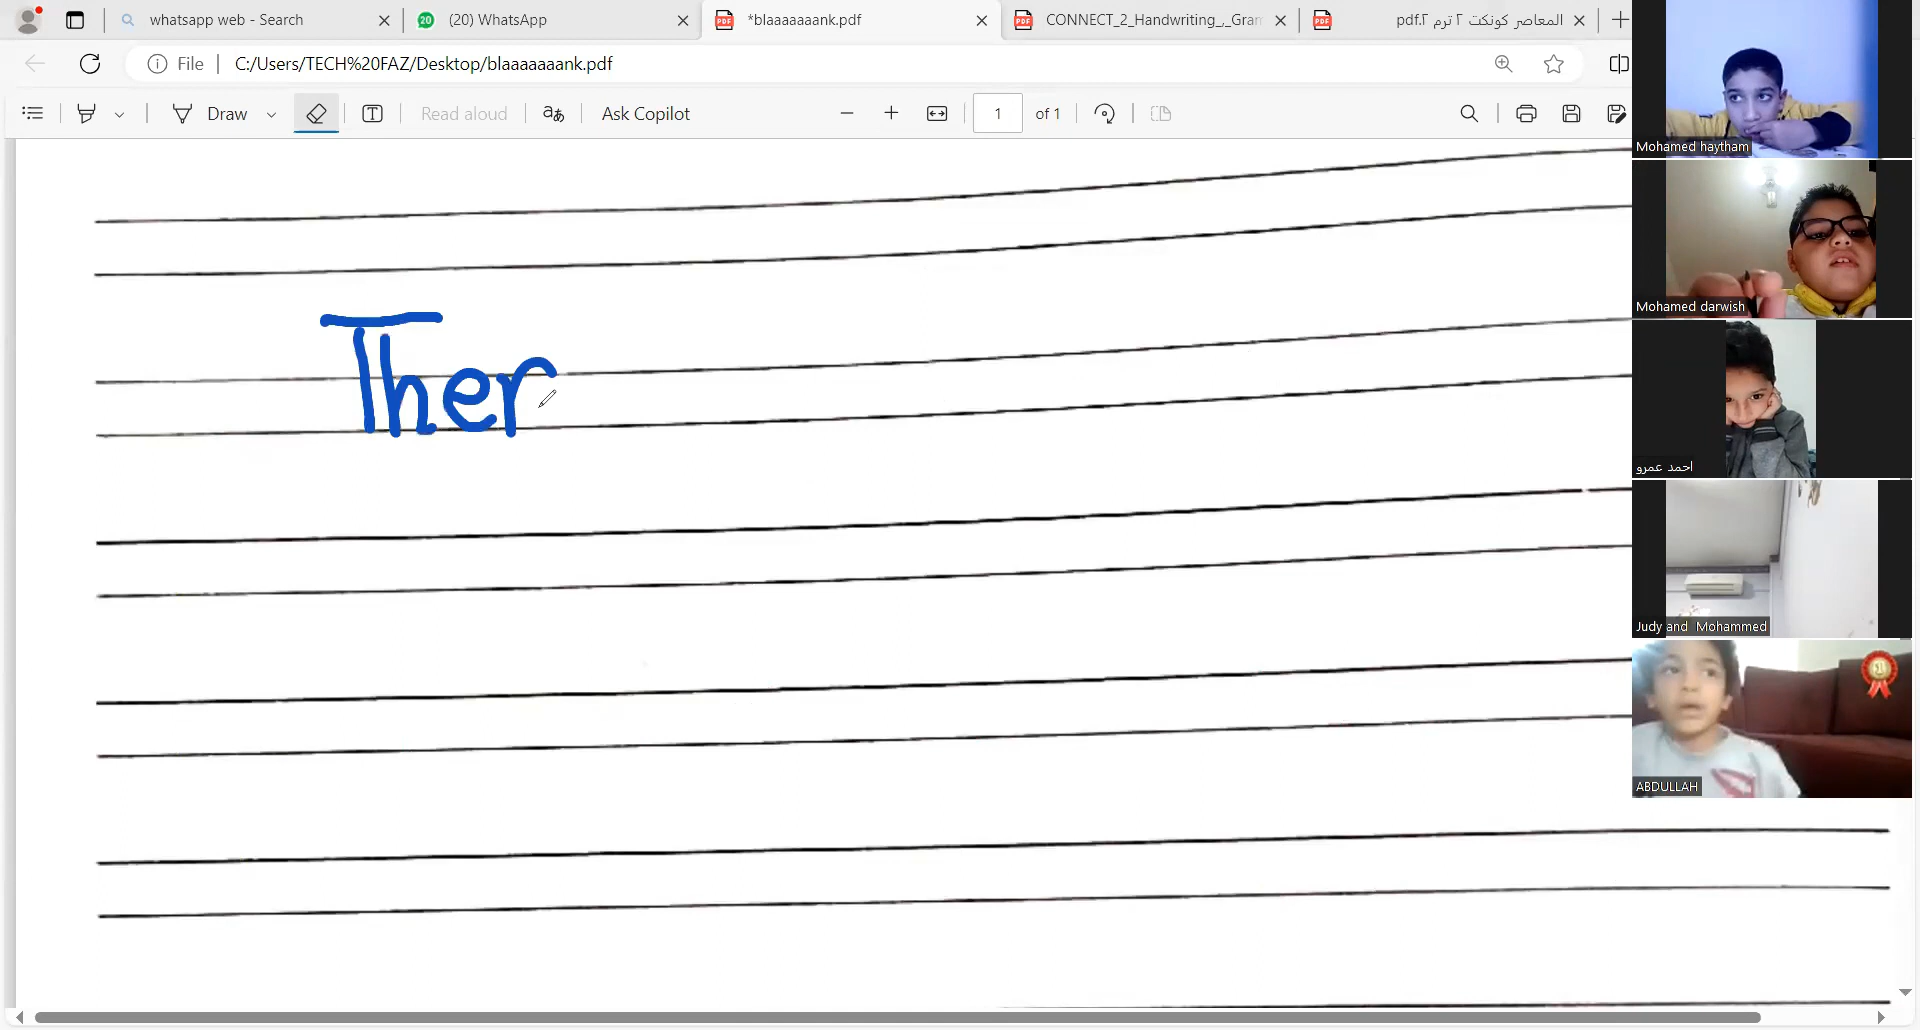 whatsapp web - Search
(20) WhatsApp
*blaaaaaaank.pdf
CONNECT_2_Handwriting_,_Gran
المعاصر كونكت ٢ ترم ٢.pdf
File
C:/Users/TECH%20FAZ/Desktop/blaaaaaaank.pdf
Draw
Read aloud
Ask Copilot
1
of 1
Ther
Mohamed haytham
Mohamed darwish
احمد عمرو
Judy and Mohammed
ABDULLAH